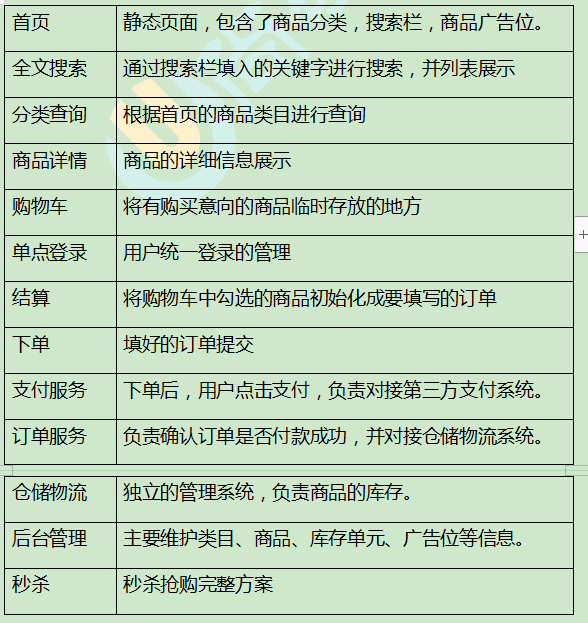 首页 静态页面，包含了商品分类，搜索栏，商品广告位。
全文搜索 通过搜索栏填入的关键字进行搜索，并列表展示
分类查询 根据首页的商品类目进行查询
商品详情 商品的详细信息展示
购物车 将有购买意向的商品临时存放的地方
单点登录 用户统一登录的管理
结算 将购物车中勾选的商品初始化成要填写的订单
下单 填好的订单提交
支付服务 下单后，用户点击支付，负责对接第三方支付系统。
订单服务 负责确认订单是否付款成功，并对接仓储物流系统。
仓储物流 独立的管理系统，负责商品的库存。
后台管理 主要维护类目、商品、库存单元、广告位等信息。
秒杀 秒杀抢购完整方案